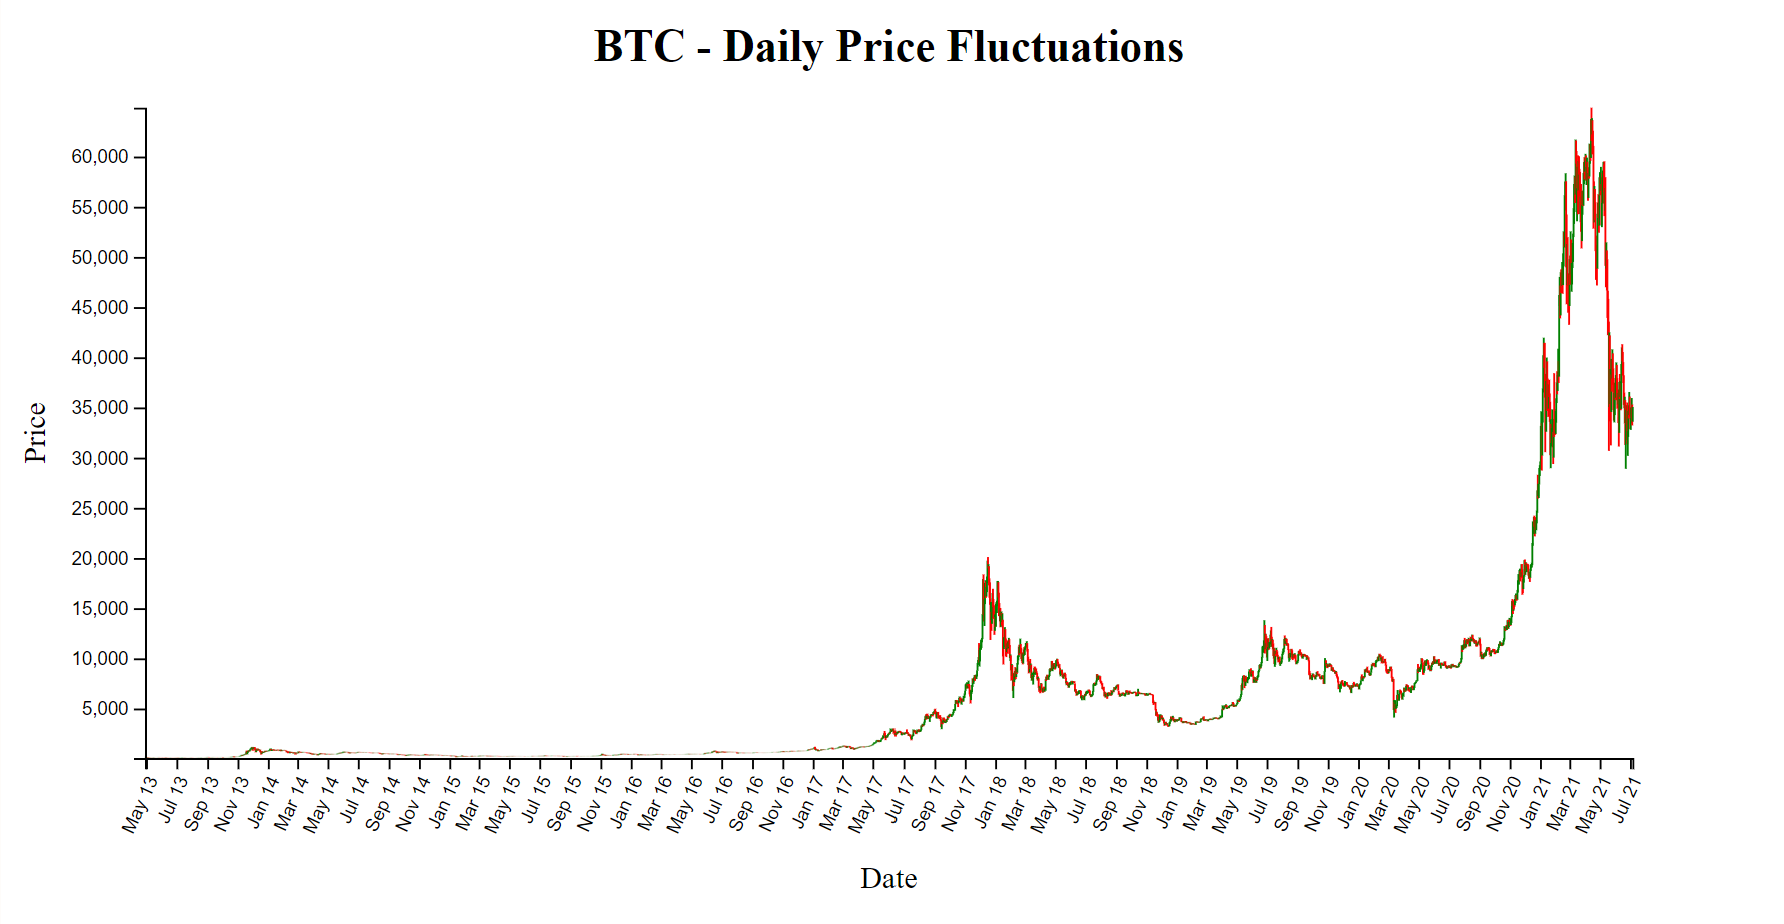 BTC - Daily Price Fluctuations
Price
60,000
55,000
50,000
45,000
40,000
35,000
30,000
25,000
20,000
15,000
10,000
5,000
May 13
Jul 13
Sep 13
Nov 13
Jan 14
Mar 14
May 14
Jul 14
Sep 14
Nov 14
Jan 15
Mar 15
May 15
Jul 15
Sep 15
Nov 15
Jan 16
Mar 16
May 16
Jul 16
Sep 16
Nov 16
Jan 17
Mar 17
May 17
Jul 17
Sep 17
Nov 17
Jan 18
Mar 18
May 18
Jul 18
Sep 18
Nov 18
Jan 19
Mar 19
May 19
Jul 19
Sep 19
Nov 19
Jan 20
Mar 20
May 20
Jul 20
Sep 20
Nov 20
Jan 21
Mar 21
May 21
Jul 21
Date